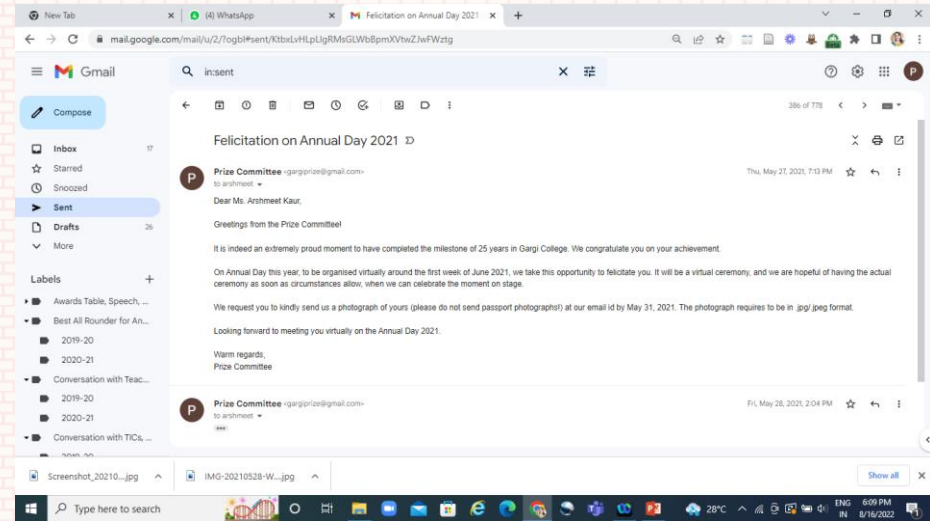 New Tab
(4) WhatsApp
Felicitation on Annual Day 2021
mail.google.com/mail/u/2/?ogbl#sent/KtbxLvHLpLlgRMsGLWbBpmXVtwZJwFWztg
Gmail
in:sent
P
Compose
386 of 778
Felicitation on Annual Day 2021
Inbox 17
Starred
Snoozed
Sent
Drafts 26
More
Labels
Awards Table, Speech, ...
Best All Rounder for An...
2019-20
2020-21
Conversation with Teac...
2019-20
2020-21
Conversation with TICs, ...
2019-20
P
Prize Committee <gargiprize@gmail.com>
Thu, May 27, 2021, 7:13 PM
to arshmeet
Dear Ms. Arshmeet Kaur,
Greetings from the Prize Committee!
It is indeed an extremely proud moment to have completed the milestone of 25 years in Gargi College. We congratulate you on your achievement.
On Annual Day this year, to be organised virtually around the first week of June 2021, we take this opportunity to felicitate you. It will be a virtual ceremony, and we are hopeful of having the actual
ceremony as soon as circumstances allow, when we can celebrate the moment on stage.
We request you to kindly send us a photograph of yours (please do not send passport photographs!) at our email id by May 31, 2021. The photograph requires to be in .jpg/ jpeg format.
Looking forward to meeting you virtually on the Annual Day 2021.
Warm regards,
Prize Committee
P
Prize Committee <gargiprize@gmail.com>
Fri, May 28, 2021, 2:04 PM
to arshmeet
Screenshot_20210....jpg
IMG-20210528-W....jpg
Show all
Type here to search
28°C
ENG
IN
6:09 PM
8/16/2022